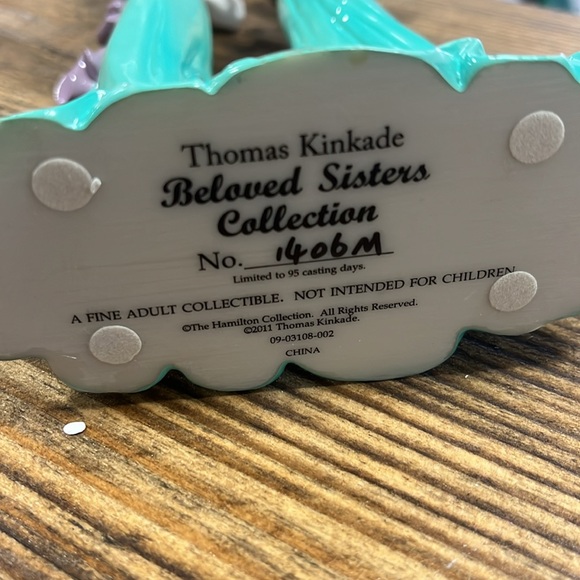 Thomas Kinkade
Beloved Sisters
Collection
No. 1406M
Limited to 95 casting days.
A FINE ADULT COLLECTIBLE. NOT INTENDED FOR CHILDREN.
©The Hamilton Collection. All Rights Reserved.
©2011 Thomas Kinkade.
09-03108-002
CHINA